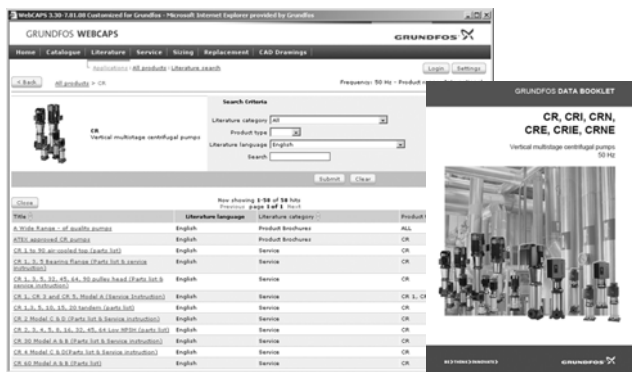 WebCAPS 3.30-7.81.08 Customized for Grundfos - Microsoft Internet Explorer provided by Grundfos
GRUNDFOS WEBCAPS
GRUNDFOS
Home Catalogue Literature Service Sizing Replacement CAD Drawings
Applications All products Literature search
Login Settings
< Back All products > CR
Frequency: 50 Hz - Product
Search Criteria
CR
Vertical multistage centrifugal pumps
Literature category All
Product type
Literature language English
Search
Submit Clear
Close
Now showing 1-58 of 58 hits
Previous page 1 of 1 Next
Title Literature language Literature category Product
A Wide Range - of quality pumps English Product Brochures ALL
ATEX approved CR pumps English Product Brochures CR
CR 1 to 90 air-cooled top (parts list) English Service CR
CR 1, 3, 5 Bearing flange (Parts list & service instruction) English Service CR
CR 1, 3, 5, 32, 45, 64, 90 pulley head (Parts list & service instruction) English Service CR
CR 1, CR 3 and CR 5, Model A (Service Instruction) English Service CR 1, CR
CR 1,3, 5, 10, 15, 20 tandem (parts list) English Service CR
CR 2 Model C & D (Parts list & Service instruction) English Service CR
CR 2, 3, 4, 5, 8, 16, 32, 45, 64 Low NPSH (parts list) English Service CR
CR 30 Model A & B (Parts list & Service instruction) English Service CR
CR 4 Model C & D(Parts list & Service instruction) English Service CR
CR 60 Model A & B (Parts list) English Service CR
GRUNDFOS DATA BOOKLET
CR, CRI, CRN,
CRE, CRIE, CRNE
Vertical multistage centrifugal pumps
50 Hz
GRUNDFOS